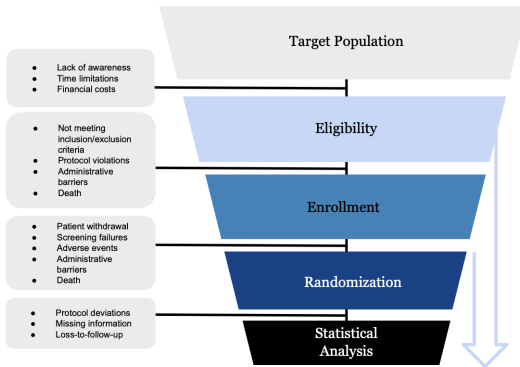 Target Population
● Lack of awareness
● Time limitations
● Financial costs
Eligibility
● Not meeting
inclusion/exclusion
criteria
● Protocol violations
● Administrative
barriers
● Death
Enrollment
● Patient withdrawal
● Screening failures
● Adverse events
● Administrative
barriers
● Death
Randomization
● Protocol deviations
● Missing information
● Loss-to-follow-up
Statistical
Analysis